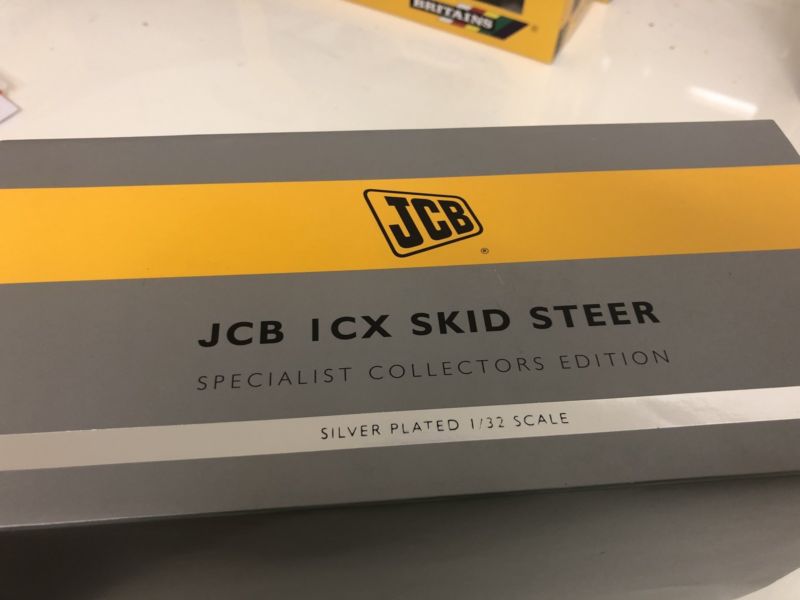 BRITAINS
JCB
JCB 1CX SKID STEER
SPECIALIST COLLECTORS EDITION
SILVER PLATED 1/32 SCALE